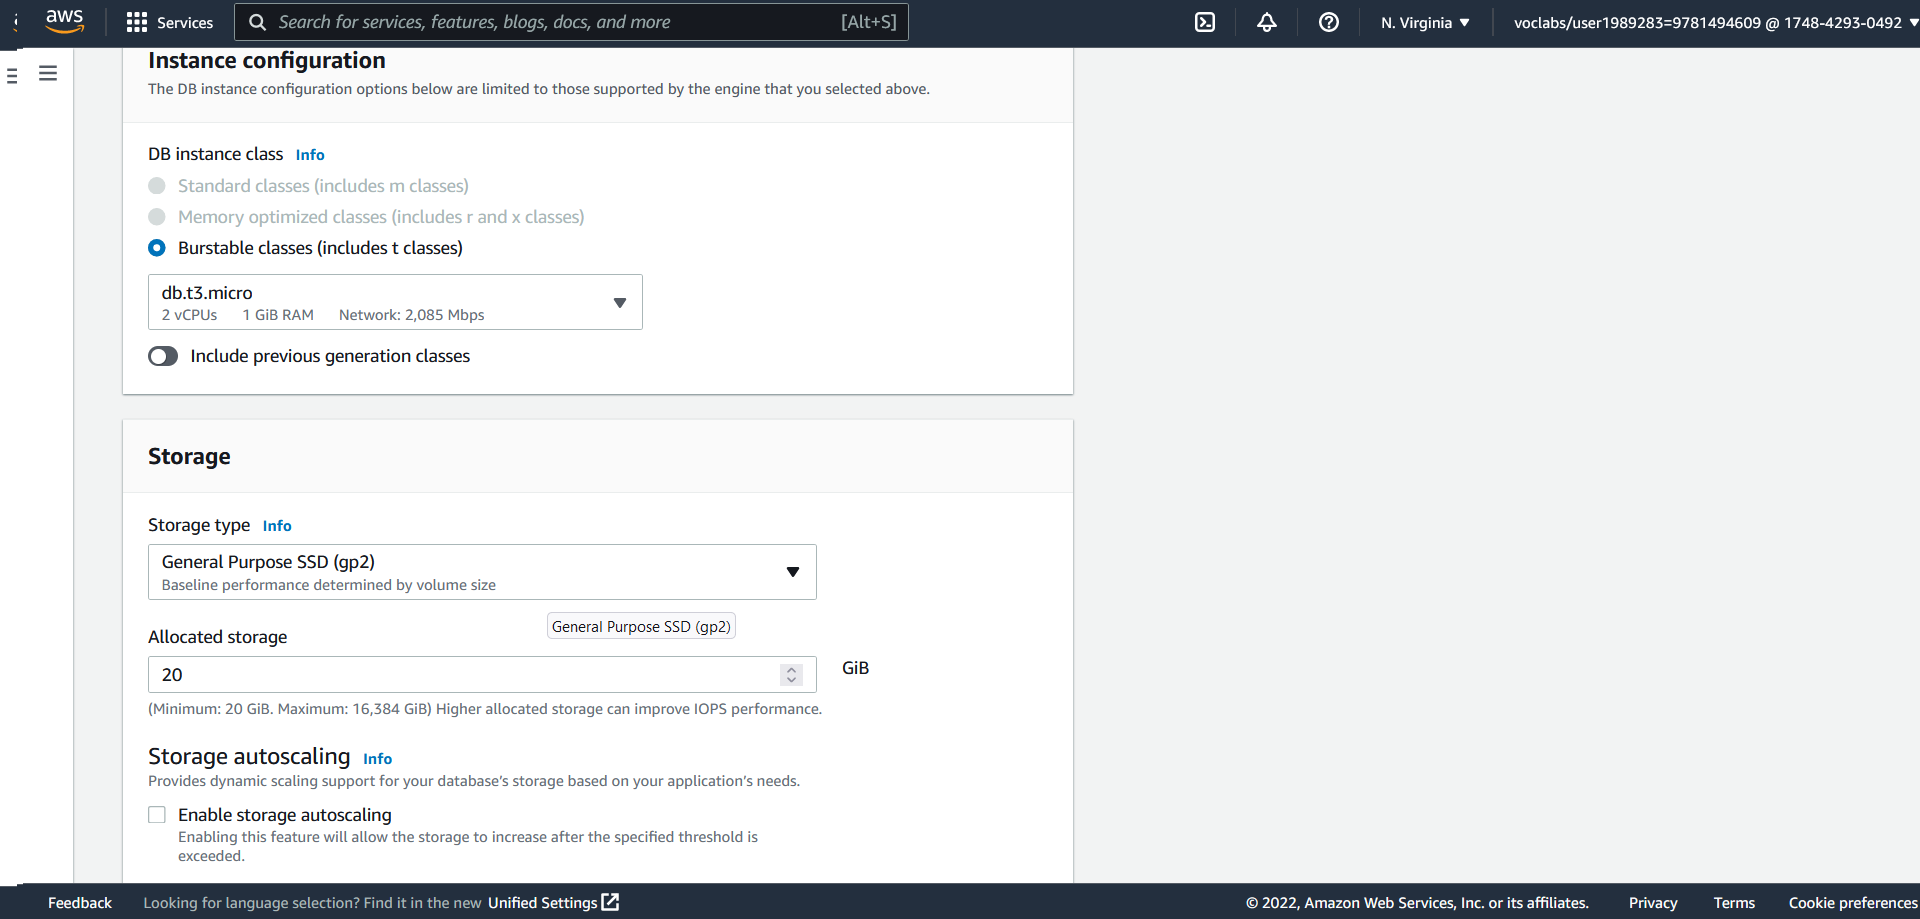 aws
Services
Search for services, features, blogs, docs, and more
[Alt+S]
N. Virginia
voclabs/user1989283=9781494609 @ 1748-4293-0492
Instance configuration
The DB instance configuration options below are limited to those supported by the engine that you selected above.
DB instance class Info
Standard classes (includes m classes)
Memory optimized classes (includes r and x classes)
Burstable classes (includes t classes)
db.t3.micro
2 vCPUs 1 GiB RAM Network: 2,085 Mbps
Include previous generation classes
Storage
Storage type Info
General Purpose SSD (gp2)
Baseline performance determined by volume size
General Purpose SSD (gp2)
Allocated storage
20
GiB
(Minimum: 20 GiB. Maximum: 16,384 GiB) Higher allocated storage can improve IOPS performance.
Storage autoscaling Info
Provides dynamic scaling support for your database's storage based on your application's needs.
Enable storage autoscaling
Enabling this feature will allow the storage to increase after the specified threshold is
exceeded.
Feedback
Looking for language selection? Find it in the new Unified Settings
© 2022, Amazon Web Services, Inc. or its affiliates.
Privacy
Terms
Cookie preferences